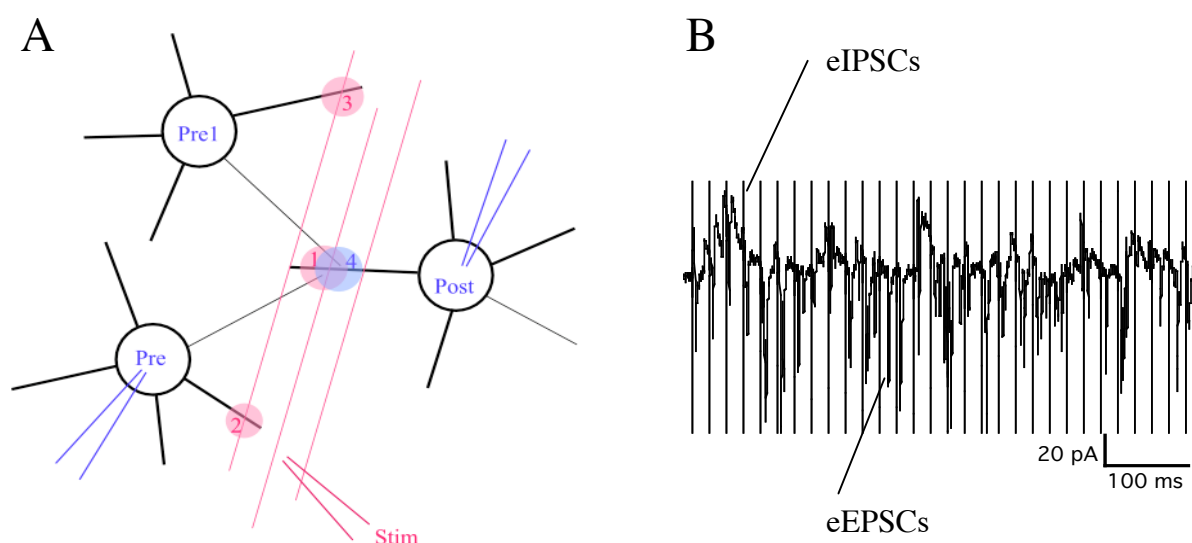 A
Pre1
3
1
4
Post
Pre
2
Stim
B
eIPSCs
20 pA
100 ms
eEPSCs